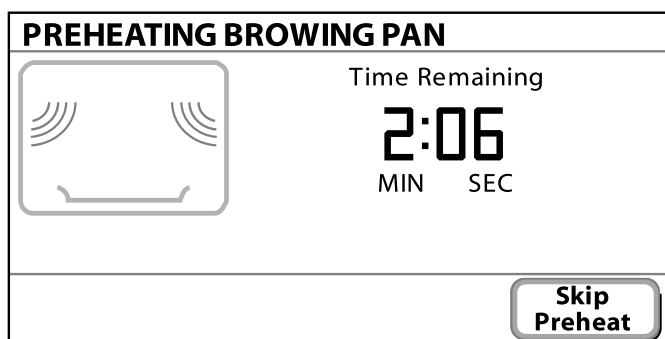 PREHEATING BROWING PAN
Time Remaining
2:06
MIN SEC
Skip
Preheat